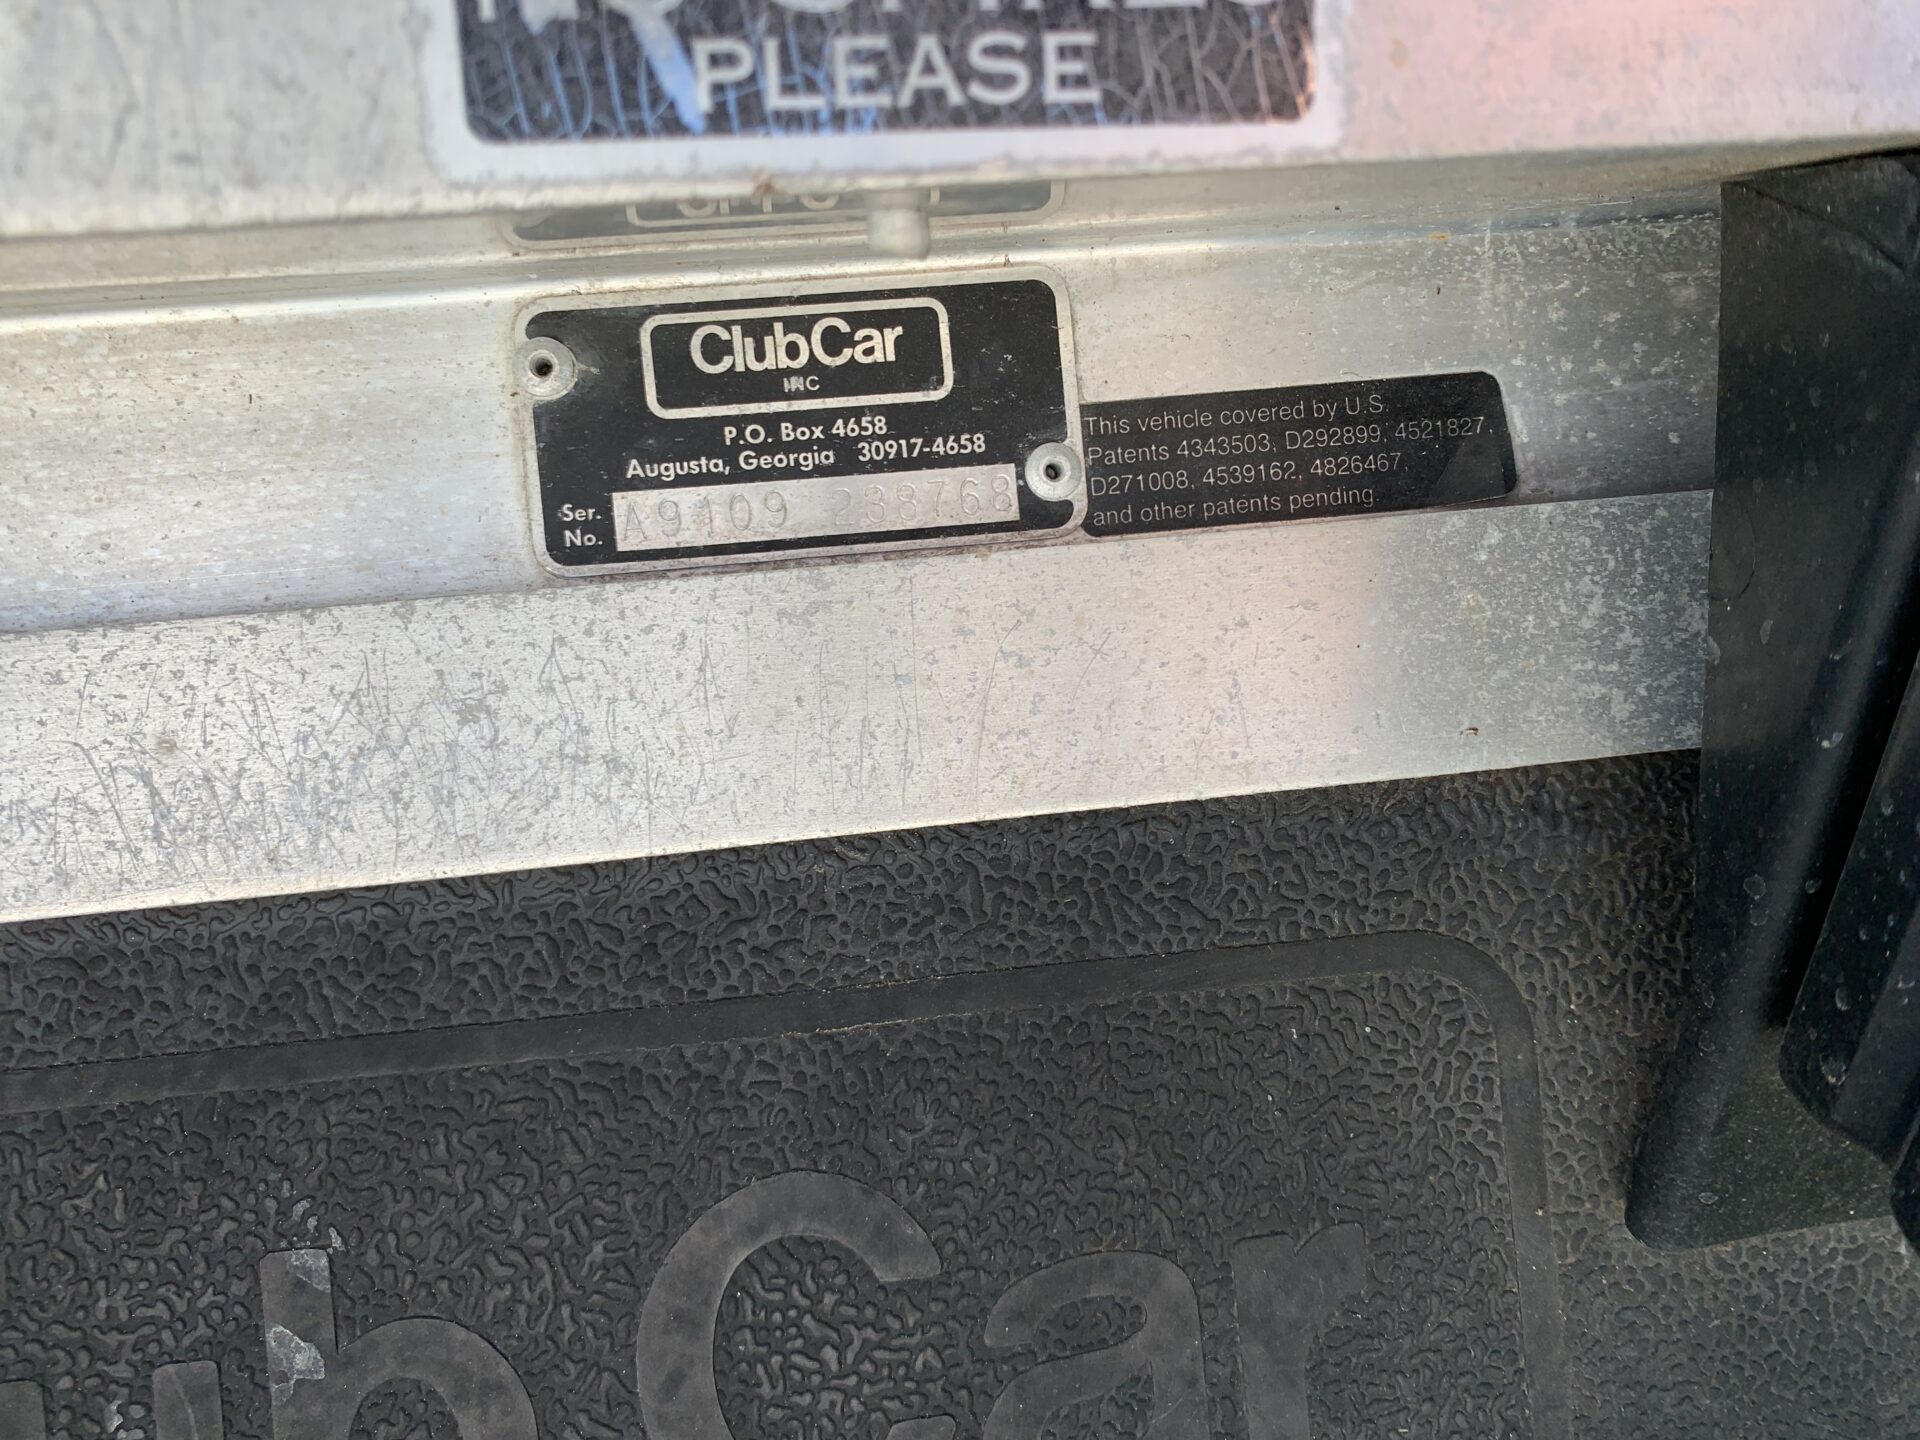 PLEASE
ClubCar
INC
P.O. Box 4658
Augusta, Georgia 30917-4658
Ser. No. A9109 238768
This vehicle covered by U.S.
Patents 4343503, D292899, 4521827,
D271008, 4539162, 4826467,
and other patents pending.
Car